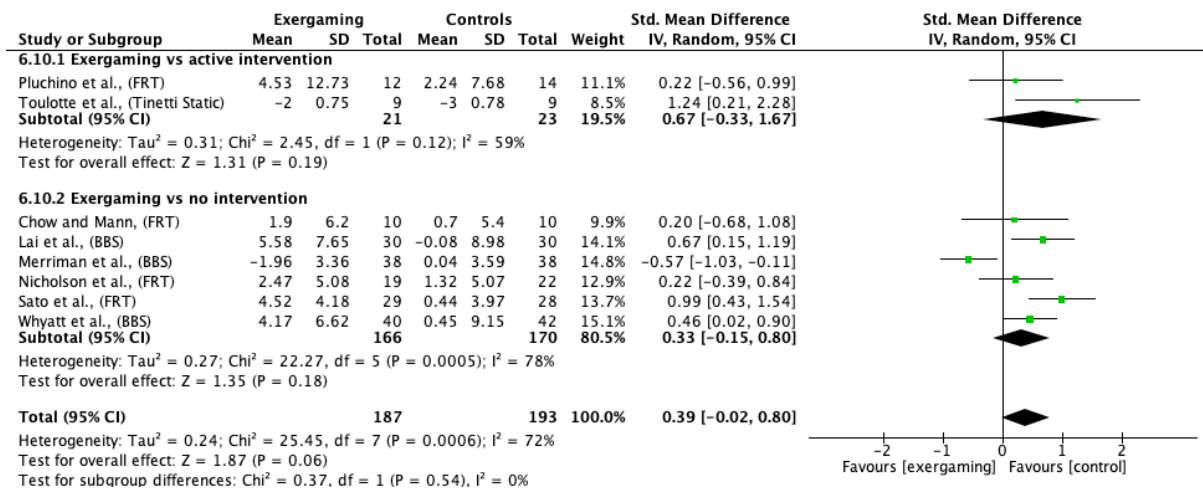 Exergaming Controls Std. Mean Difference Std. Mean Difference
Study or Subgroup Mean SD Total Mean SD Total Weight IV, Random, 95% CI IV, Random, 95% CI
6.10.1 Exergaming vs active intervention
Pluchino et al., (FRT) 4.53 12.73 12 2.24 7.68 14 11.1% 0.22 [-0.56, 0.99]
Toulotte et al., (Tinetti Static) -2 0.75 9 -3 0.78 9 8.5% 1.24 [0.21, 2.28]
Subtotal (95% CI) 21 23 19.5% 0.67 [-0.33, 1.67]
Heterogeneity: Tau² = 0.31; Chi² = 2.45, df = 1 (P = 0.12); I² = 59%
Test for overall effect: Z = 1.31 (P = 0.19)
6.10.2 Exergaming vs no intervention
Chow and Mann, (FRT) 1.9 6.2 10 0.7 5.4 10 9.9% 0.20 [-0.68, 1.08]
Lai et al., (BBS) 5.58 7.65 30 -0.08 8.98 30 14.1% 0.67 [0.15, 1.19]
Merriman et al., (BBS) -1.96 3.36 38 0.04 3.59 38 14.8% -0.57 [-1.03, -0.11]
Nicholson et al., (FRT) 2.47 5.08 19 1.32 5.07 22 12.9% 0.22 [-0.39, 0.84]
Sato et al., (FRT) 4.52 4.18 29 0.44 3.97 28 13.7% 0.99 [0.43, 1.54]
Whyatt et al., (BBS) 4.17 6.62 40 0.45 9.15 42 15.1% 0.46 [0.02, 0.90]
Subtotal (95% CI) 166 170 80.5% 0.33 [-0.15, 0.80]
Heterogeneity: Tau² = 0.27; Chi² = 22.27, df = 5 (P = 0.0005); I² = 78%
Test for overall effect: Z = 1.35 (P = 0.18)
Total (95% CI) 187 193 100.0% 0.39 [-0.02, 0.80]
Heterogeneity: Tau² = 0.24; Chi² = 25.45, df = 7 (P = 0.0006); I² = 72%
Test for overall effect: Z = 1.87 (P = 0.06)
Test for subgroup differences: Chi² = 0.37, df = 1 (P = 0.54), I² = 0%
-2 -1 0 1 2
Favours [exergaming] Favours [control]